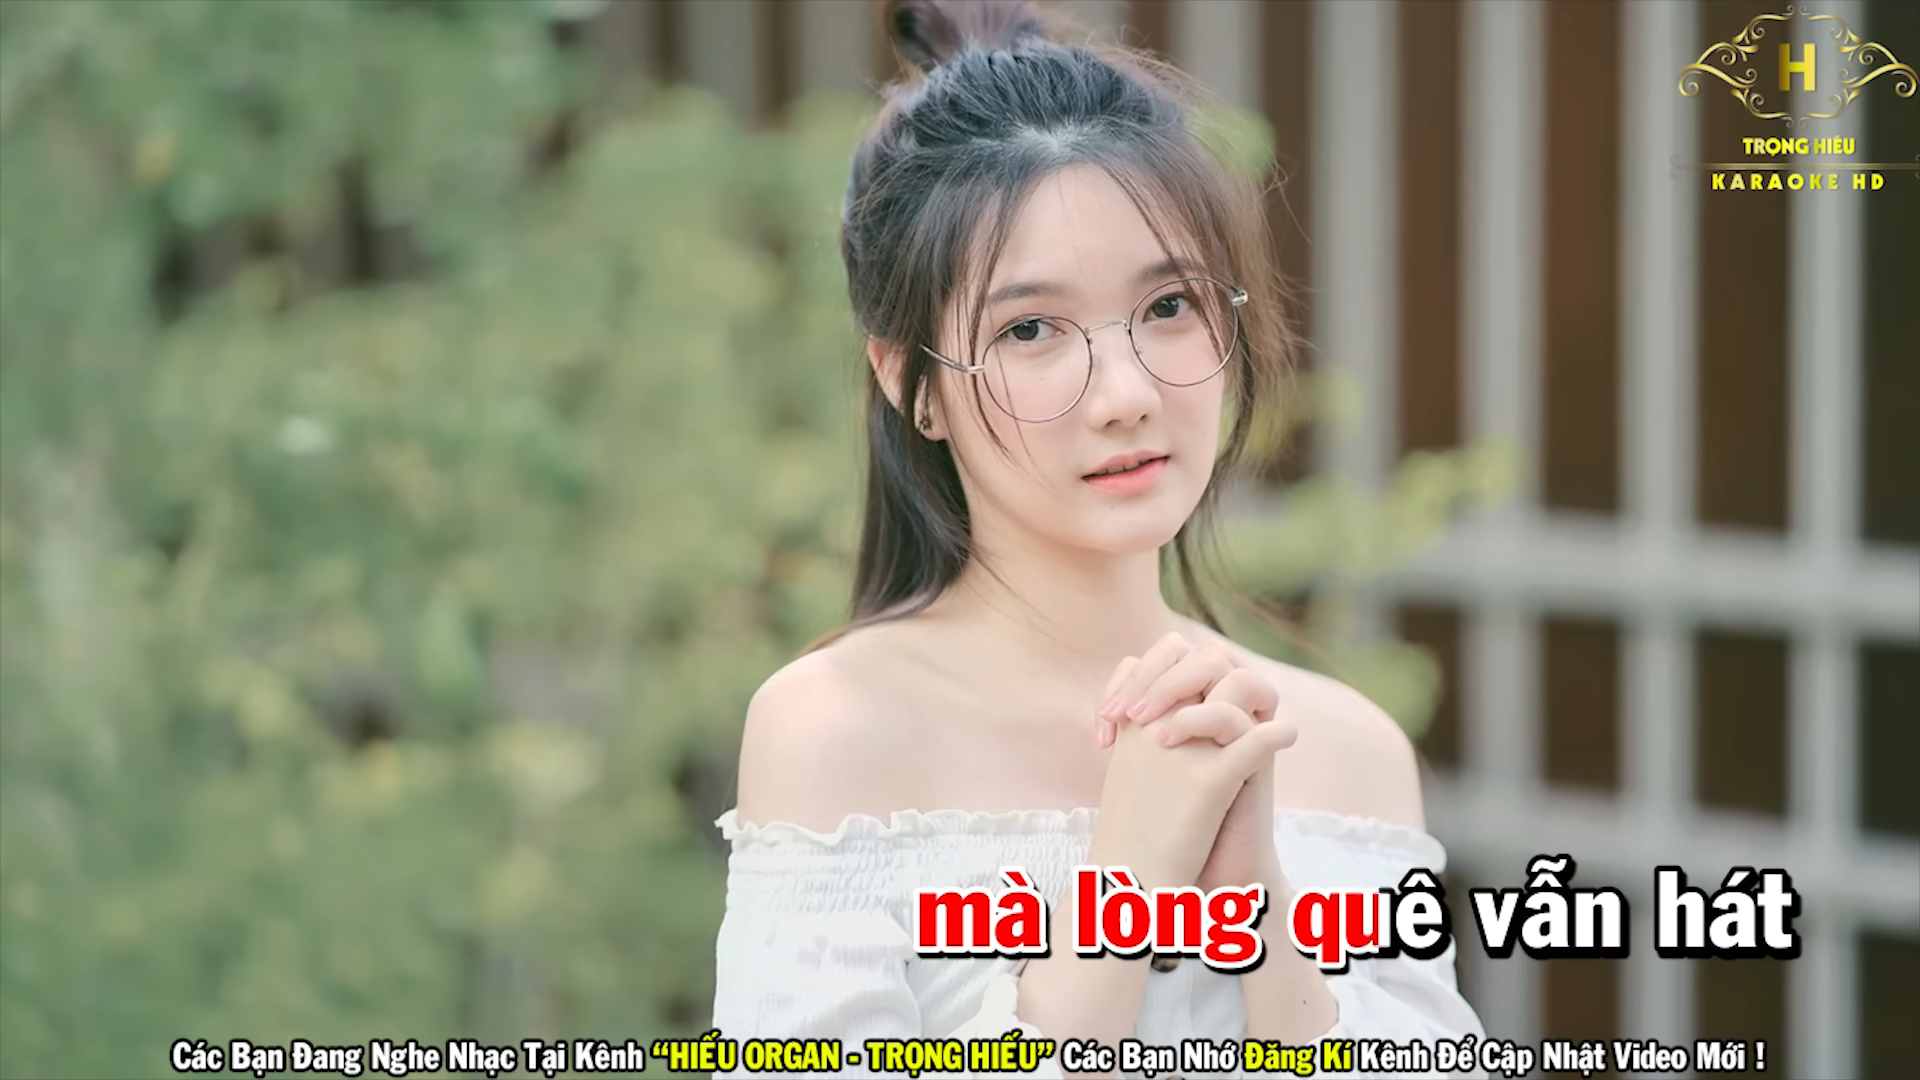 H
TRỌNG HIẾU
KARAOKE HD
mà lòng quê vẫn hát
Các Bạn Đang Nghe Nhạc Tại Kênh “HIẾU ORGAN - TRỌNG HIẾU” Các Bạn Nhớ Đăng Kí Kênh Để Cập Nhật Video Mới !